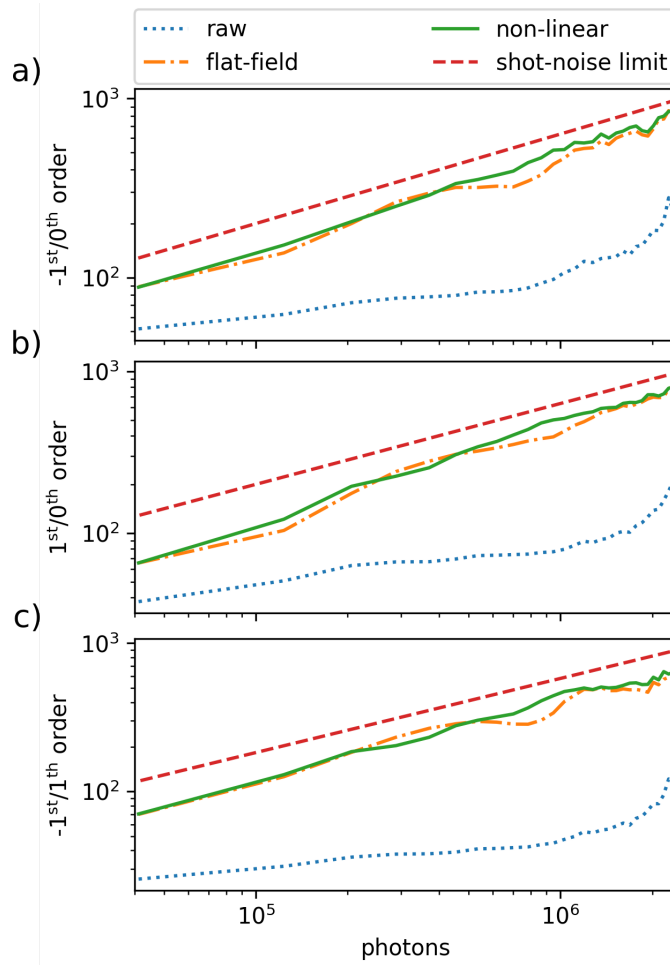 raw
non-linear
flat-field
shot-noise limit
a)
10³
10²
-1ˢᵗ/0ᵗʰ order
b)
10³
10²
1ˢᵗ/0ᵗʰ order
c)
10³
10²
-1ˢᵗ/1ᵗʰ order
10⁵
10⁶
photons